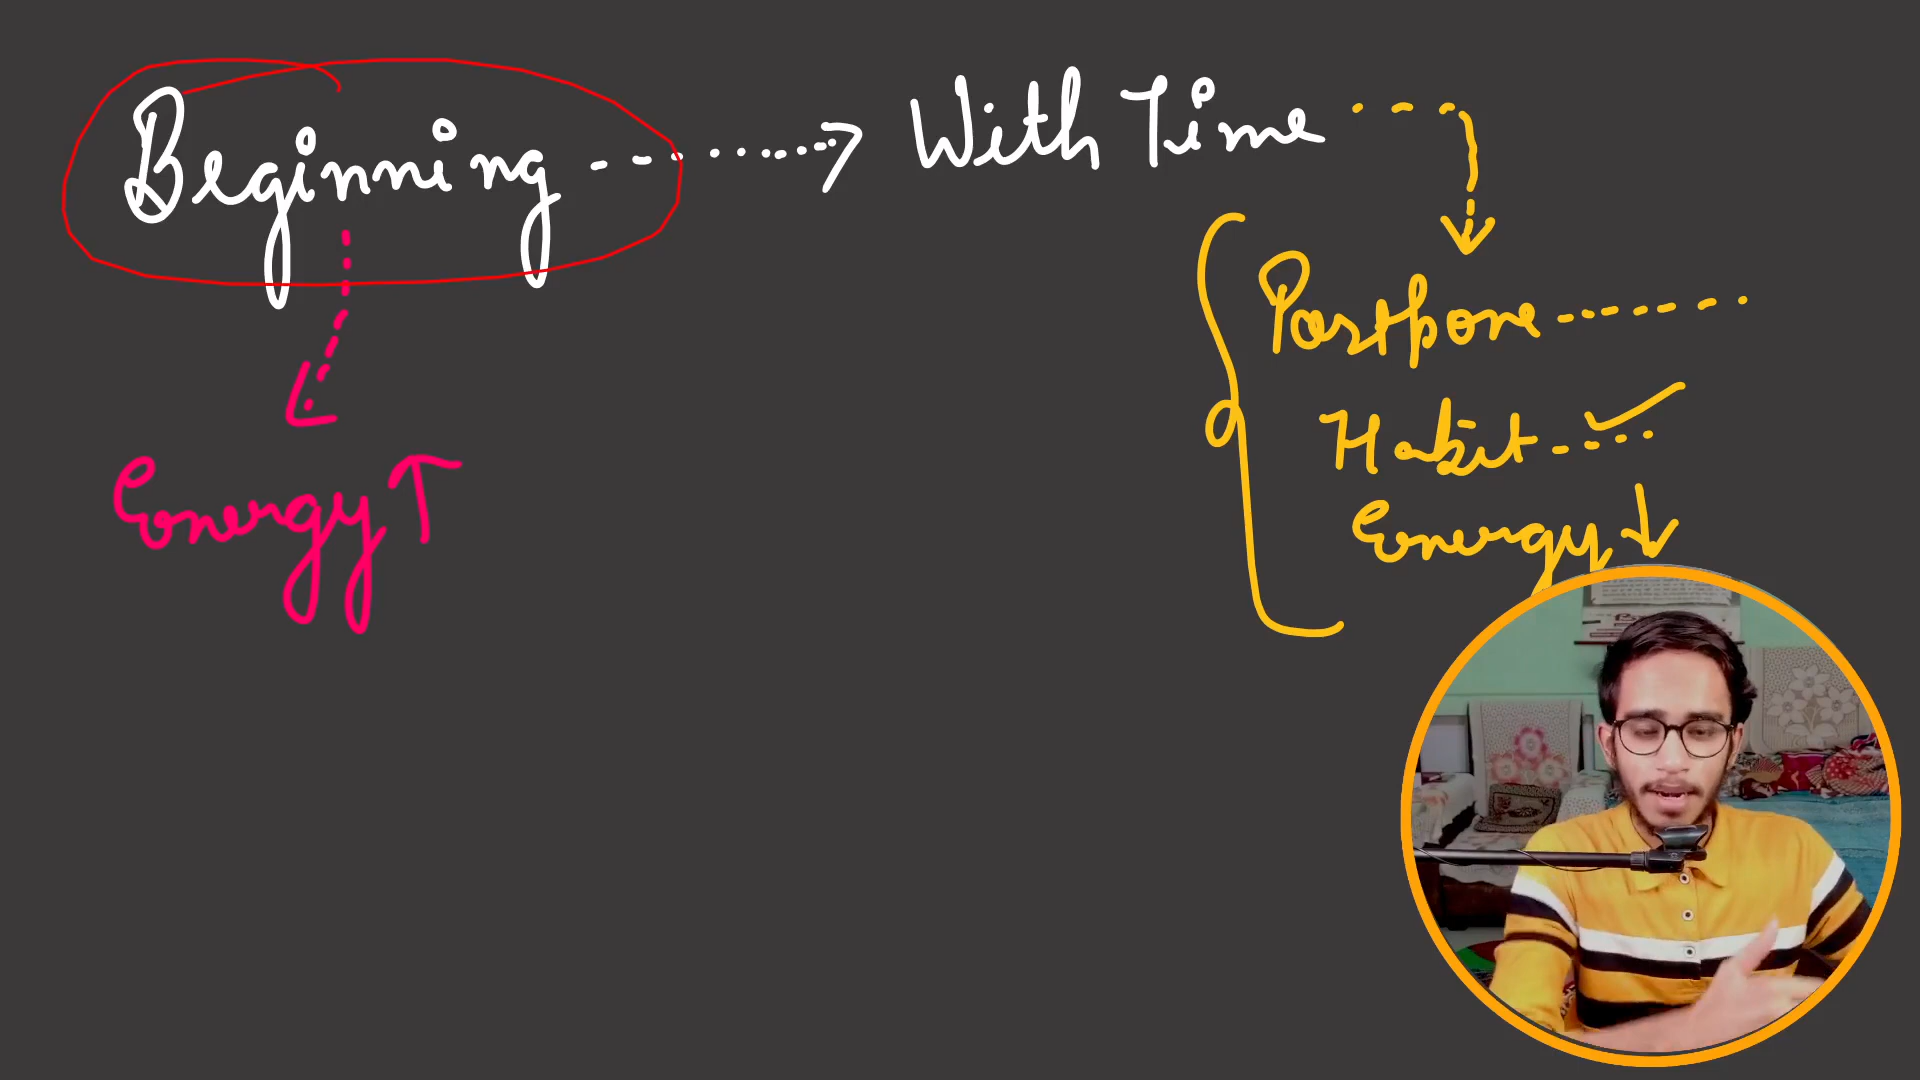 Beginning -----> With Time
Energy ↑
Postpone
Habit
Energy ↓